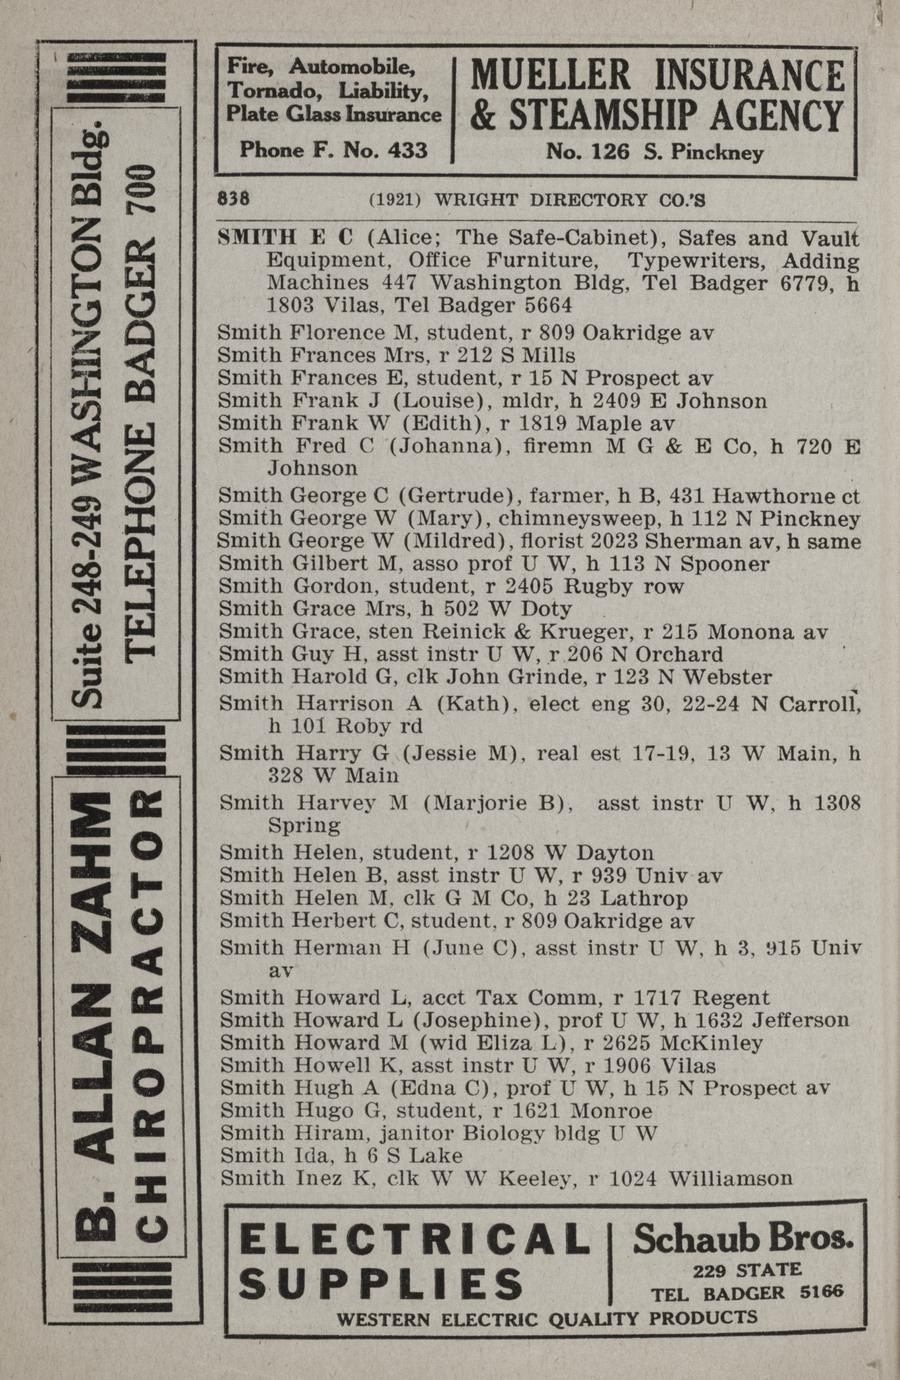 Fire, Automobile,
Tornado, Liability,
Plate Glass Insurance
Phone F. No. 433
MUELLER INSURANCE
& STEAMSHIP AGENCY
No. 126 S. Pinckney
838 (1921) WRIGHT DIRECTORY CO.'S
SMITH E C (Alice; The Safe-Cabinet), Safes and Vault
Equipment, Office Furniture, Typewriters, Adding
Machines 447 Washington Bldg, Tel Badger 6779, h
1803 Vilas, Tel Badger 5664
Smith Florence M, student, r 809 Oakridge av
Smith Frances Mrs, r 212 S Mills
Smith Frances E, student, r 15 N Prospect av
Smith Frank J (Louise), mldr, h 2409 E Johnson
Smith Frank W (Edith), r 1819 Maple av
Smith Fred C (Johanna), firemn M G & E Co, h 720 E
Johnson
Smith George C (Gertrude), farmer, h B, 431 Hawthorne ct
Smith George W (Mary), chimneysweep, h 112 N Pinckney
Smith George W (Mildred), florist 2023 Sherman av, h same
Smith Gilbert M, asso prof U W, h 113 N Spooner
Smith Gordon, student, r 2405 Rugby row
Smith Grace Mrs, h 502 W Doty
Smith Grace, sten Reinick & Krueger, r 215 Monona av
Smith Guy H, asst instr U W, r 206 N Orchard
Smith Harold G, clk John Grinde, r 123 N Webster
Smith Harrison A (Kath), elect eng 30, 22-24 N Carroll,
h 101 Roby rd
Smith Harry G (Jessie M), real est 17-19, 13 W Main, h
328 W Main
Smith Harvey M (Marjorie B), asst instr U W, h 1308
Spring
Smith Helen, student, r 1208 W Dayton
Smith Helen B, asst instr U W, r 939 Univ av
Smith Helen M, clk G M Co, h 23 Lathrop
Smith Herbert C, student, r 809 Oakridge av
Smith Herman H (June C), asst instr U W, h 3, 915 Univ
av
Smith Howard L, acct Tax Comm, r 1717 Regent
Smith Howard L (Josephine), prof U W, h 1632 Jefferson
Smith Howard M (wid Eliza L), r 2625 McKinley
Smith Howell K, asst instr U W, r 1906 Vilas
Smith Hugh A (Edna C), prof U W, h 15 N Prospect av
Smith Hugo G, student, r 1621 Monroe
Smith Hiram, janitor Biology bldg U W
Smith Ida, h 6 S Lake
Smith Inez K, clk W W Keeley, r 1024 Williamson
B. ALLAN ZAHM
CHIROPRACTOR
Suite 248-249 WASHINGTON Bldg.
TELEPHONE BADGER 700
ELECTRICAL
SUPPLIES
Schaub Bros.
229 STATE
TEL BADGER 5166
WESTERN ELECTRIC QUALITY PRODUCTS